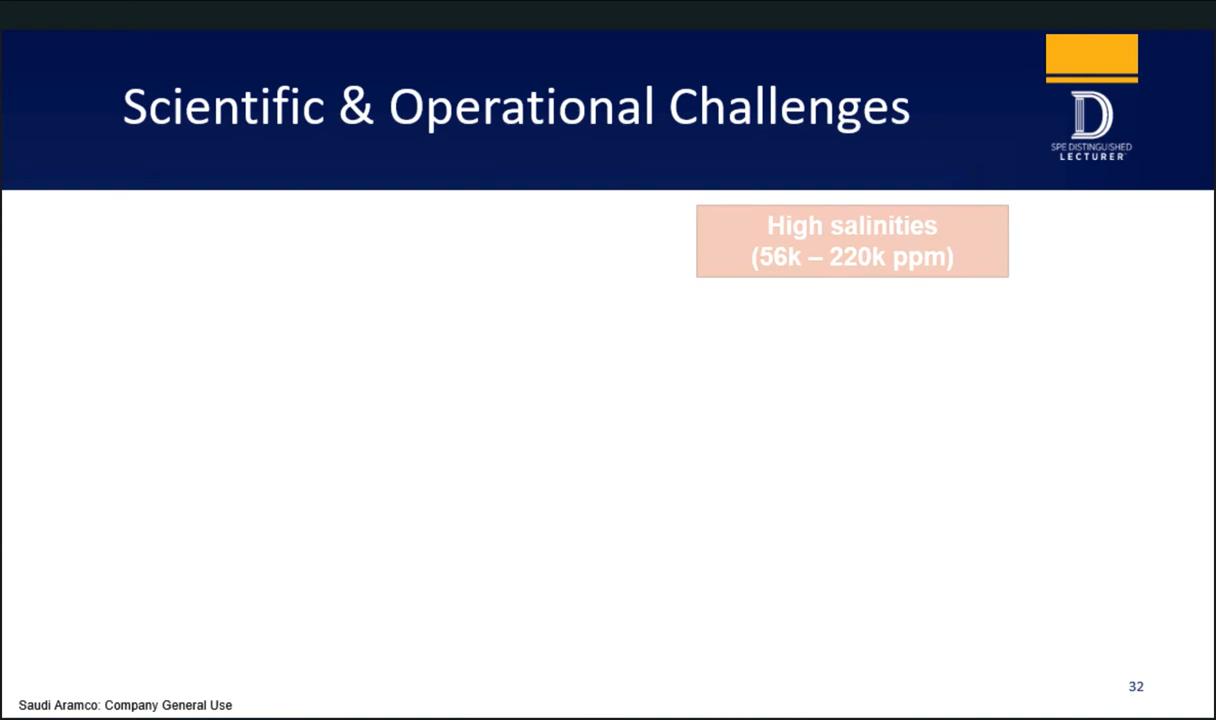 Scientific & Operational Challenges
D
SPE DISTINGUISHED
LECTURER
High salinities
(56k – 220k ppm)
32
Saudi Aramco: Company General Use